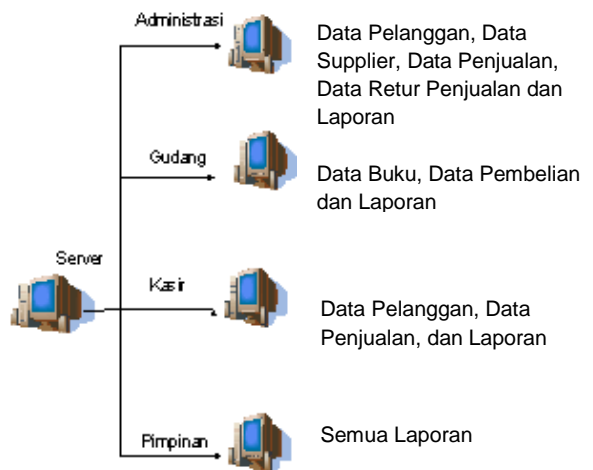 Administrasi
Data Pelanggan, Data
Supplier, Data Penjualan,
Data Retur Penjualan dan
Laporan
Gudang
Data Buku, Data Pembelian
dan Laporan
Server
Kasir
Data Pelanggan, Data
Penjualan, dan Laporan
Pimpinan
Semua Laporan